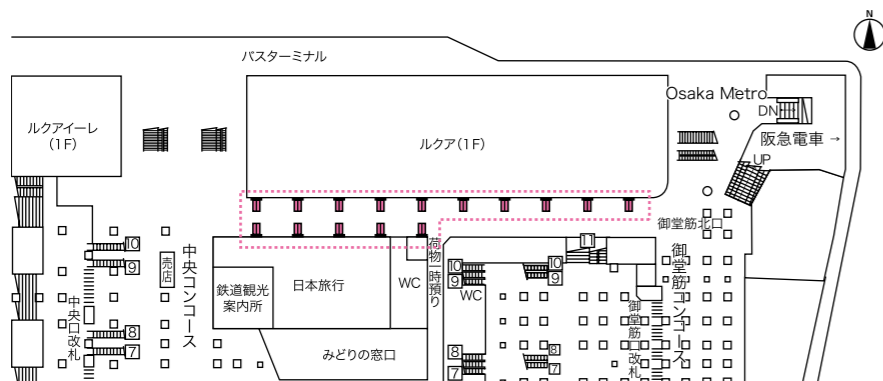 N
バスターミナル
Osaka Metro
DN
阪急電車 →
UP
ルクアイーレ
(1F)
ルクア(1F)
御堂筋北口
10
9
中央コンコース
売店
中央口改札
8
7
鉄道観光
案内所
日本旅行
WC
荷物一時預り
みどりの窓口
11
10
9
WC
10
9
御堂筋コンコース
御堂筋口改札
8
7
8
7